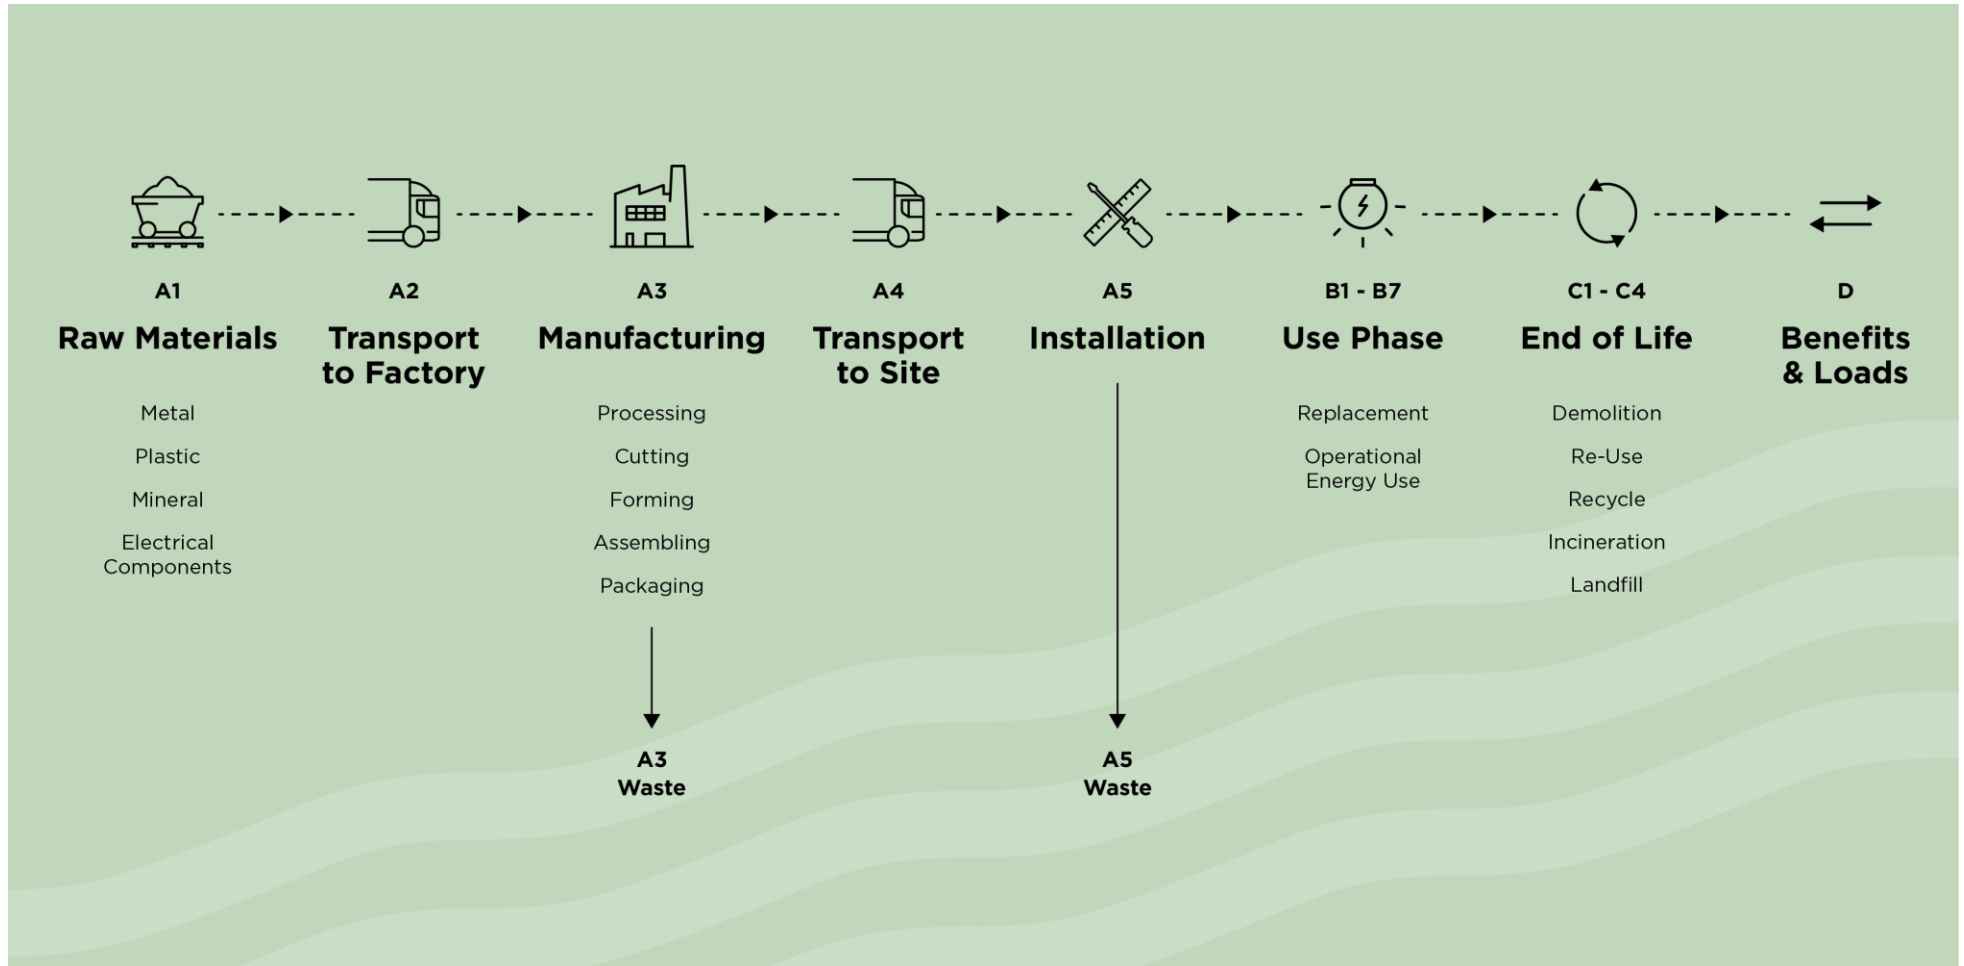 A1
Raw Materials
Metal
Plastic
Mineral
Electrical
Components
A2
Transport
to Factory
A3
Manufacturing
Processing
Cutting
Forming
Assembling
Packaging
A3
Waste
A4
Transport
to Site
A5
Installation
A5
Waste
B1 - B7
Use Phase
Replacement
Operational
Energy Use
C1 - C4
End of Life
Demolition
Re-Use
Recycle
Incineration
Landfill
D
Benefits
& Loads